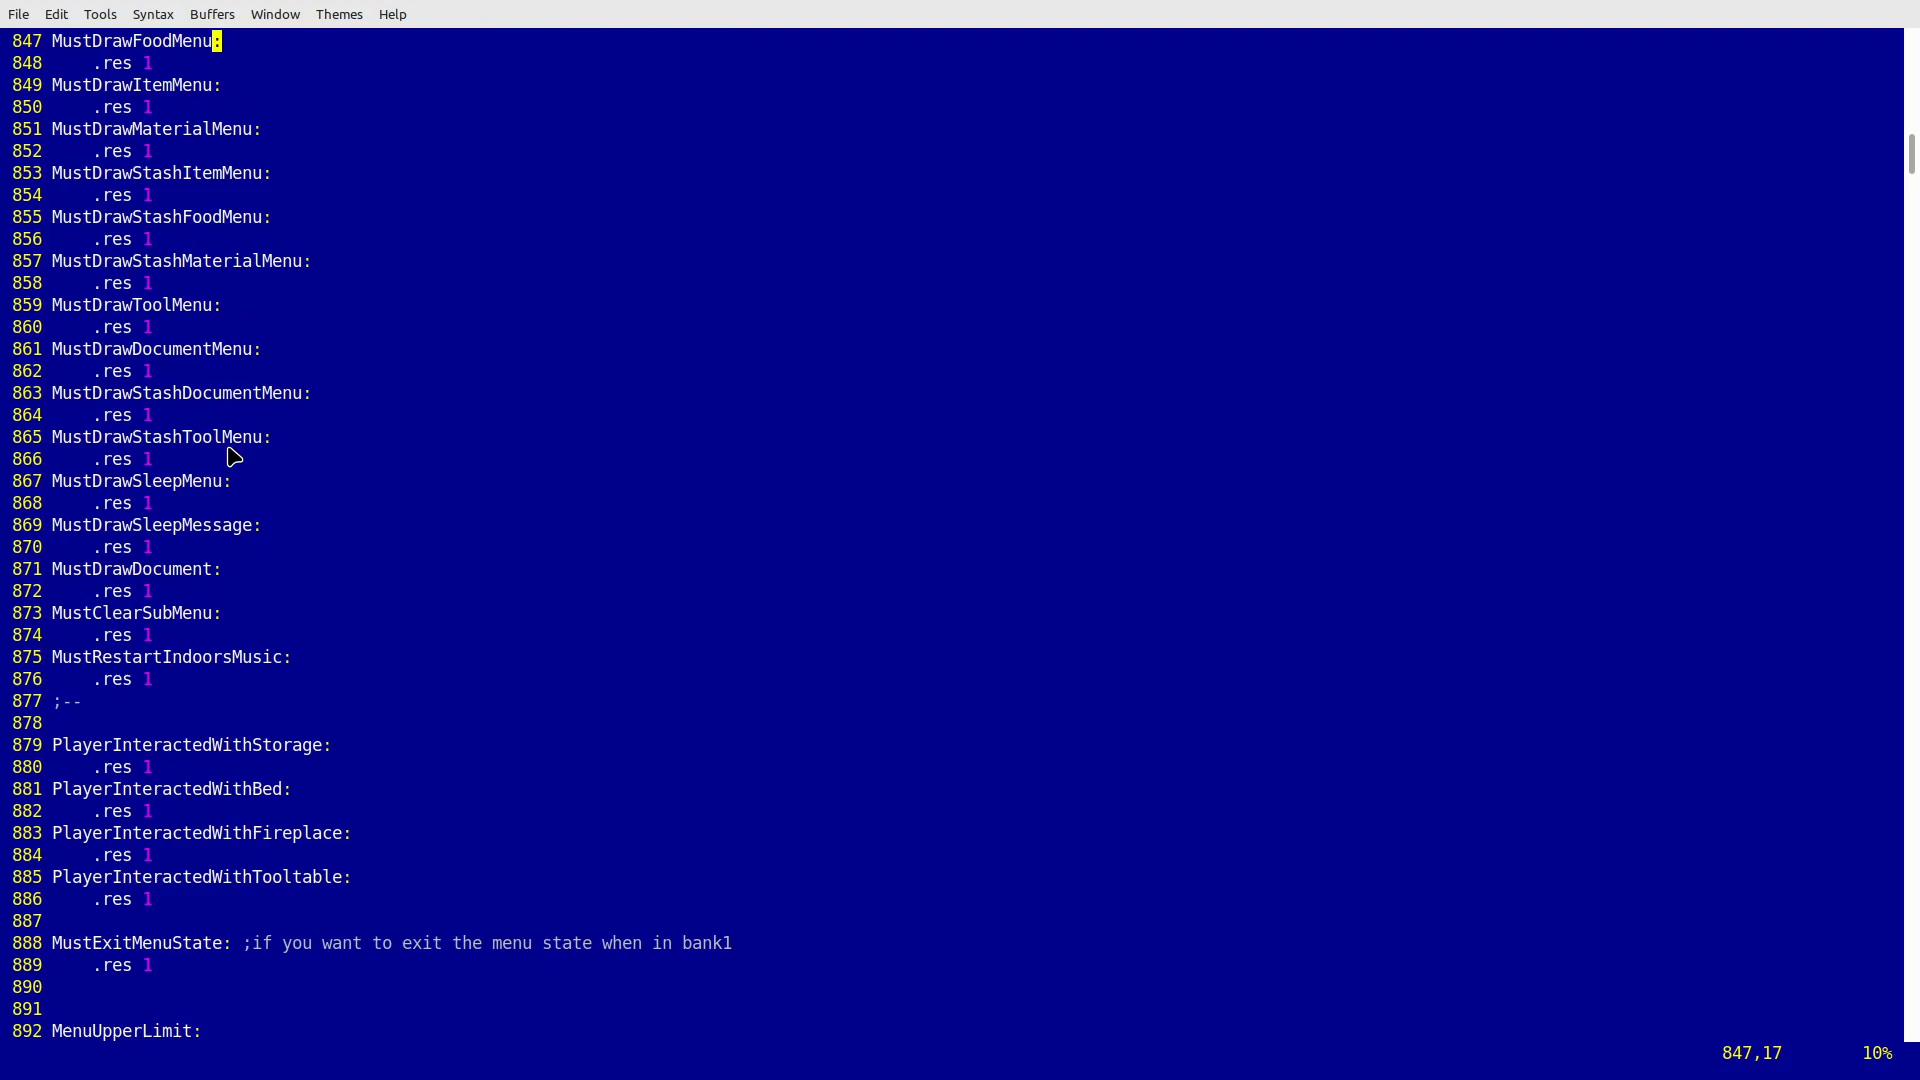 File Edit Tools Syntax Buffers Window Themes Help
847 MustDrawFoodMenu:
848     .res 1
849 MustDrawItemMenu:
850     .res 1
851 MustDrawMaterialMenu:
852     .res 1
853 MustDrawStashItemMenu:
854     .res 1
855 MustDrawStashFoodMenu:
856     .res 1
857 MustDrawStashMaterialMenu:
858     .res 1
859 MustDrawToolMenu:
860     .res 1
861 MustDrawDocumentMenu:
862     .res 1
863 MustDrawStashDocumentMenu:
864     .res 1
865 MustDrawStashToolMenu:
866     .res 1
867 MustDrawSleepMenu:
868     .res 1
869 MustDrawSleepMessage:
870     .res 1
871 MustDrawDocument:
872     .res 1
873 MustClearSubMenu:
874     .res 1
875 MustRestartIndoorsMusic:
876     .res 1
877 ;--
878
879 PlayerInteractedWithStorage:
880     .res 1
881 PlayerInteractedWithBed:
882     .res 1
883 PlayerInteractedWithFireplace:
884     .res 1
885 PlayerInteractedWithTooltable:
886     .res 1
887
888 MustExitMenuState: ;if you want to exit the menu state when in bank1
889     .res 1
890
891
892 MenuUpperLimit:
847,17 10%